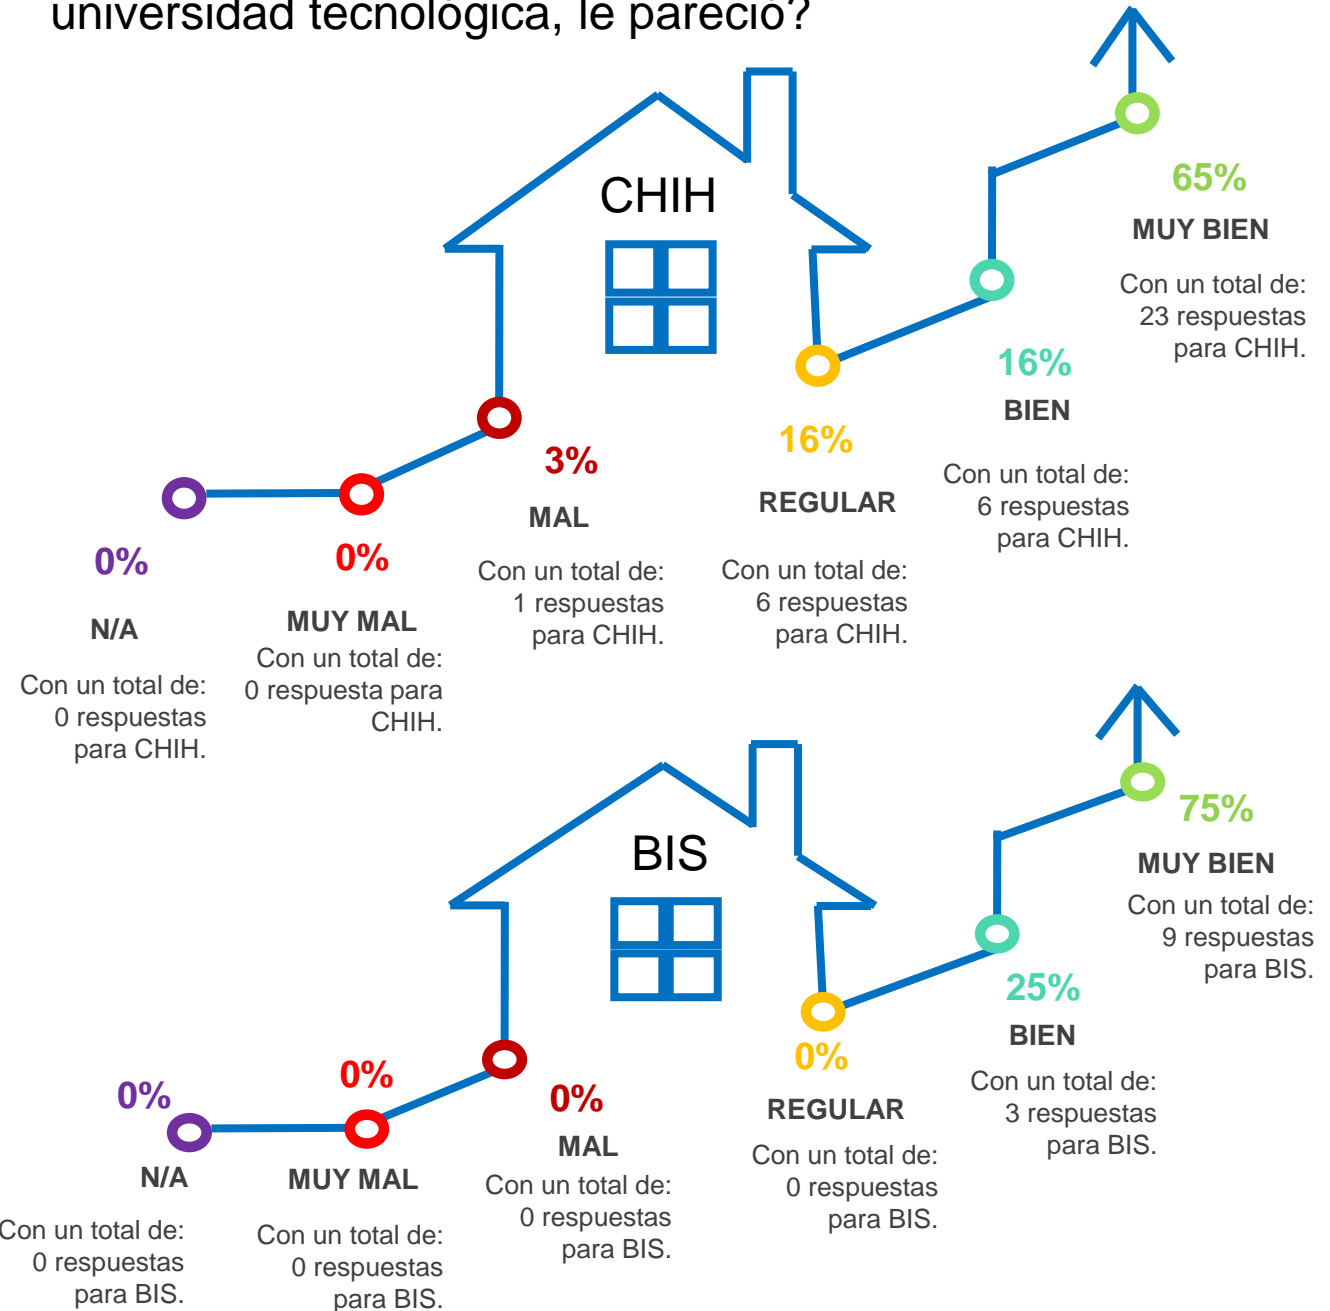 universidad tecnológica, le pareció?
CHIH
65%
MUY BIEN
Con un total de:
23 respuestas
para CHIH.
16%
BIEN
Con un total de:
6 respuestas
para CHIH.
16%
REGULAR
Con un total de:
6 respuestas
para CHIH.
3%
MAL
Con un total de:
1 respuestas
para CHIH.
0%
MUY MAL
Con un total de:
0 respuesta para
CHIH.
0%
N/A
Con un total de:
0 respuestas
para CHIH.
BIS
75%
MUY BIEN
Con un total de:
9 respuestas
para BIS.
25%
BIEN
Con un total de:
3 respuestas
para BIS.
0%
REGULAR
Con un total de:
0 respuestas
para BIS.
0%
MAL
Con un total de:
0 respuestas
para BIS.
0%
MUY MAL
Con un total de:
0 respuestas
para BIS.
0%
N/A
Con un total de:
0 respuestas
para BIS.